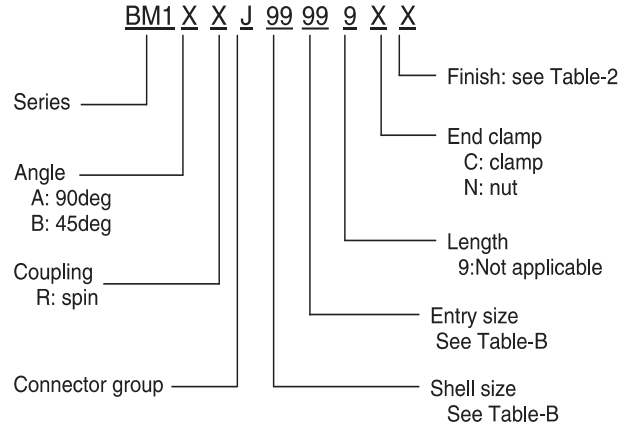 BM1 X X J 99 99 9 X X
Finish: see Table-2
Series
End clamp
C: clamp
N: nut
Angle
A: 90deg
B: 45deg
Length
9:Not applicable
Coupling
R: spin
Entry size
See Table-B
Connector group
Shell size
See Table-B